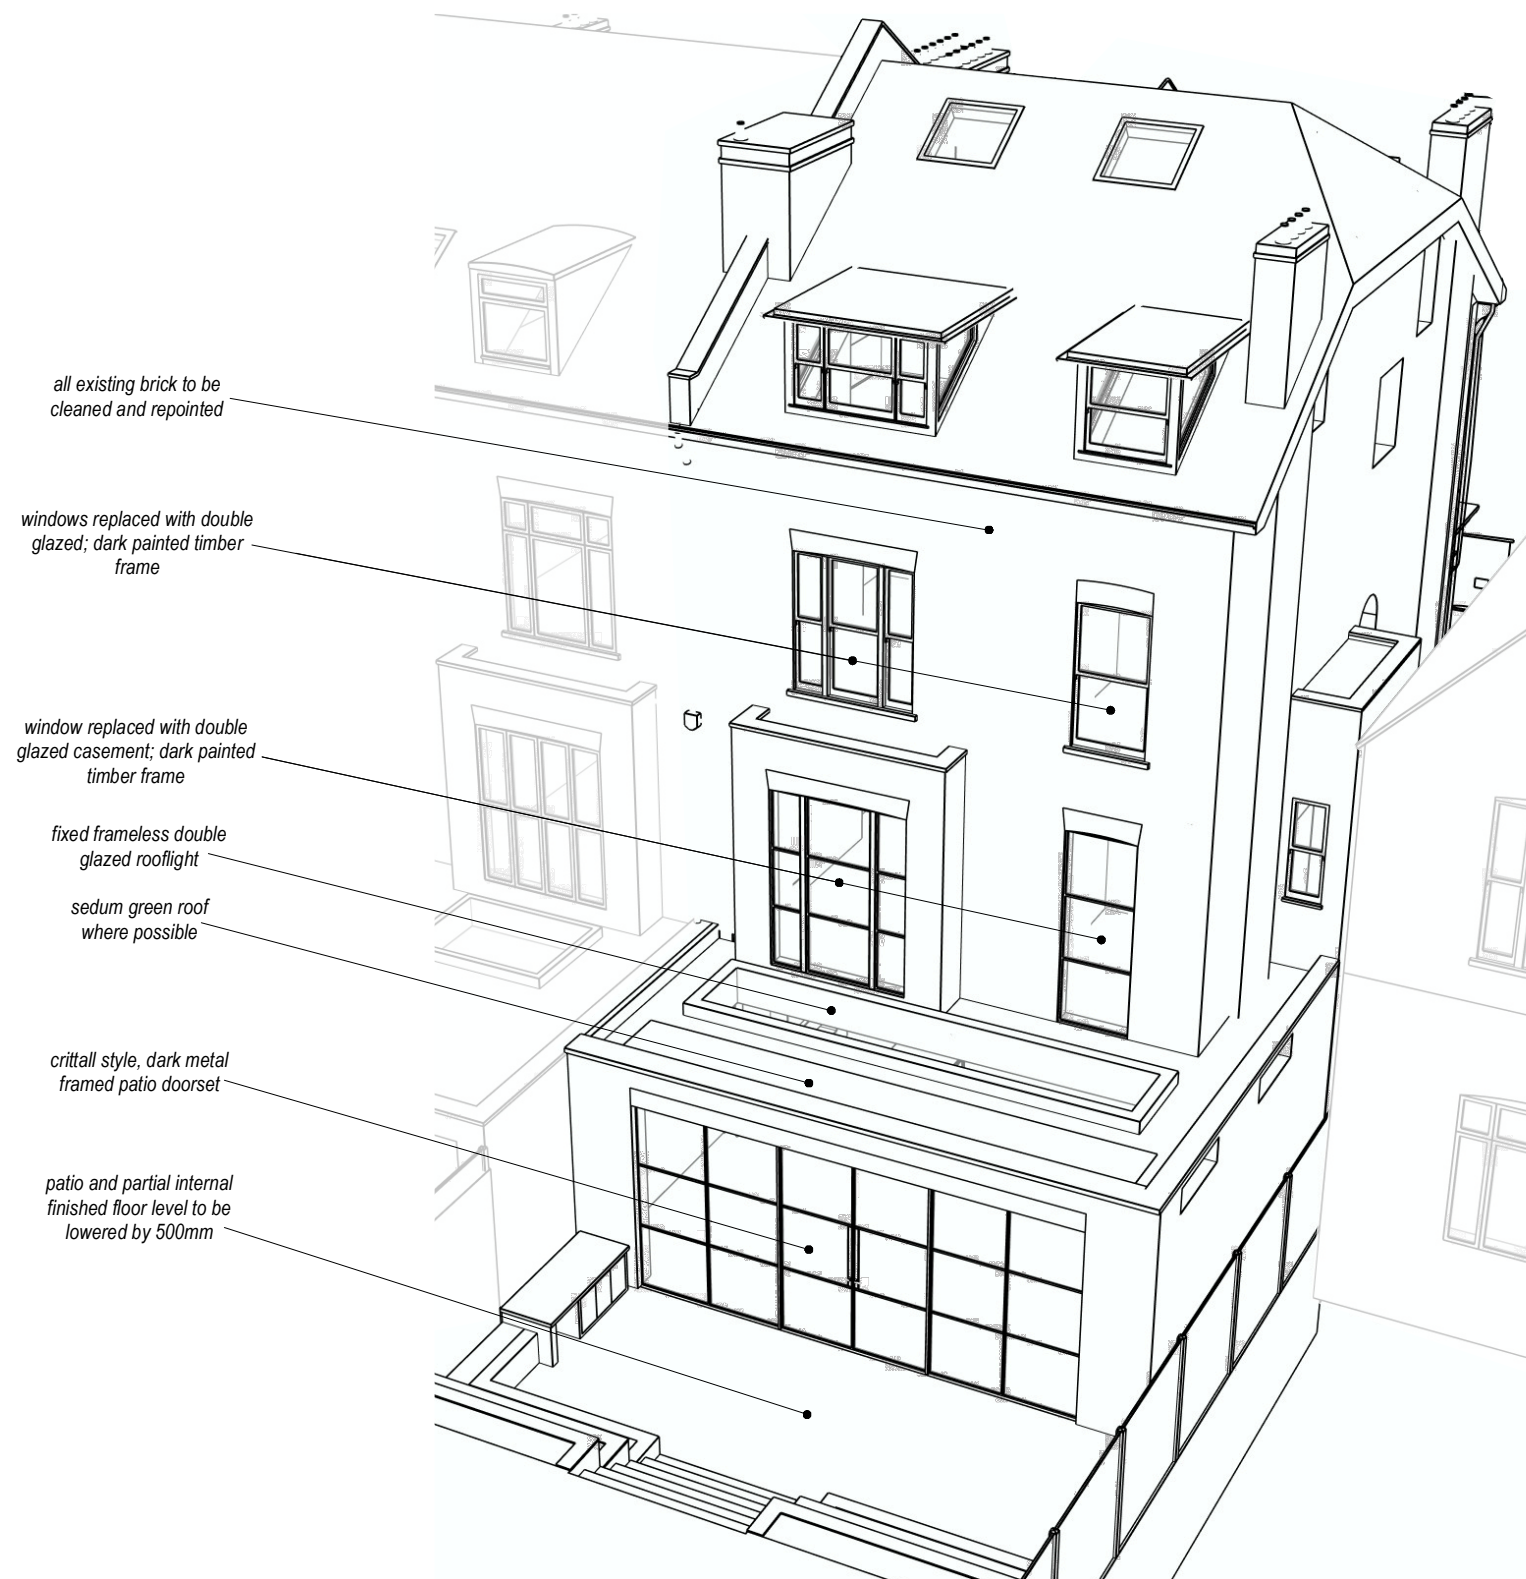 all existing brick to be
cleaned and repointed
windows replaced with double
glazed; dark painted timber
frame
window replaced with double
glazed casement; dark painted
timber frame
fixed frameless double
glazed rooflight
sedum green roof
where possible
crittall style, dark metal
framed patio doorset
patio and partial internal
finished floor level to be
lowered by 500mm